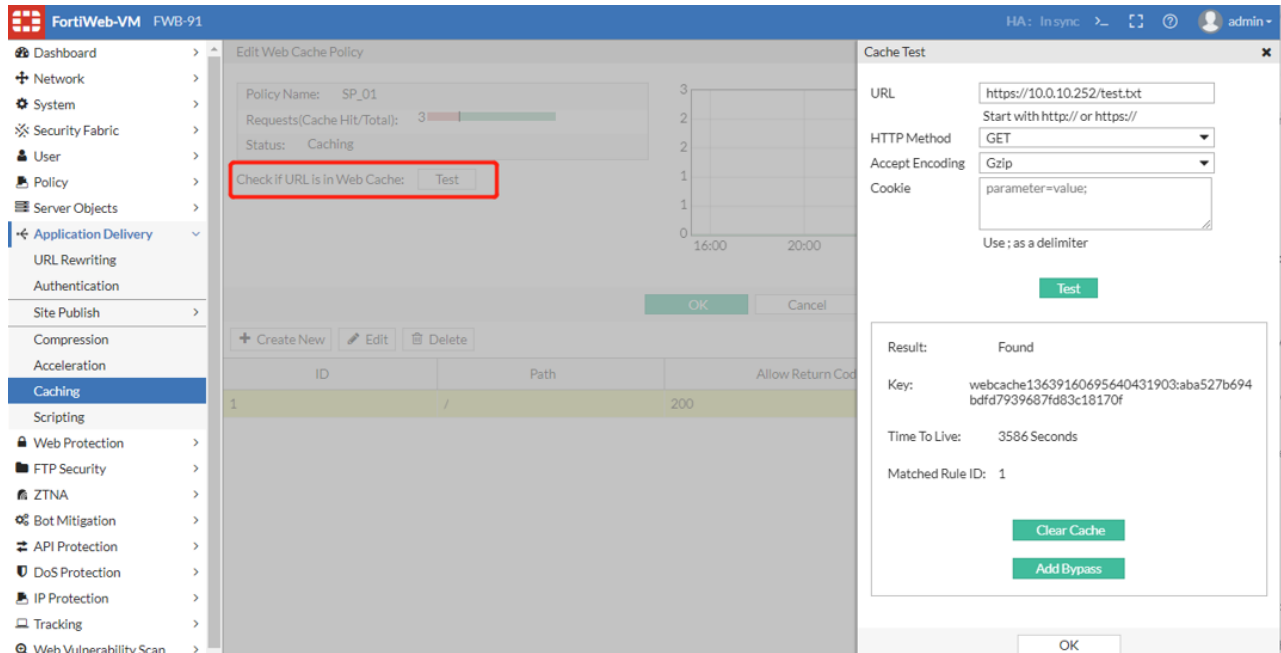 FortiWeb-VM FWB-91
HA: In sync >_ admin
Dashboard
Network
System
Security Fabric
User
Policy
Server Objects
Application Delivery
URL Rewriting
Authentication
Site Publish
Compression
Acceleration
Caching
Scripting
Web Protection
FTP Security
ZTNA
Bot Mitigation
API Protection
DoS Protection
IP Protection
Tracking
Web Vulnerability Scan
Edit Web Cache Policy
Policy Name: SP_01
Requests(Cache Hit/Total): 3
Status: Caching
Check if URL is in Web Cache: Test
3
2
2
1
1
0
16:00 20:00
OK Cancel
+ Create New Edit Delete
ID Path Allow Return Cod
1 / 200
Cache Test
URL https://10.0.10.252/test.txt
Start with http:// or https://
HTTP Method GET
Accept Encoding Gzip
Cookie parameter=value;
Use ; as a delimiter
Test
Result: Found
Key: webcache13639160695640431903:aba527b694
bdfd7939687fd83c18170f
Time To Live: 3586 Seconds
Matched Rule ID: 1
Clear Cache
Add Bypass
OK